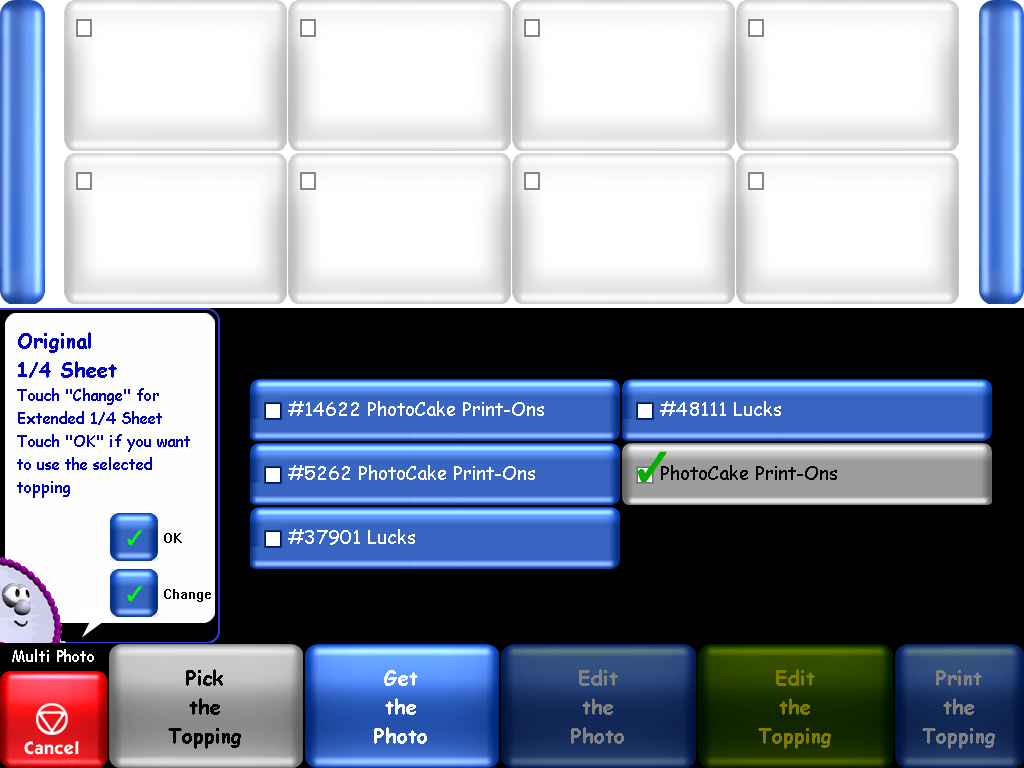 Original
1/4 Sheet
Touch "Change" for
Extended 1/4 Sheet
Touch "OK" if you want
to use the selected
topping
OK
Change
#14622 PhotoCake Print-Ons
#48111 Lucks
#5262 PhotoCake Print-Ons
PhotoCake Print-Ons
#37901 Lucks
Multi Photo
Cancel
Pick
the
Topping
Get
the
Photo
Edit
the
Photo
Edit
the
Topping
Print
the
Topping